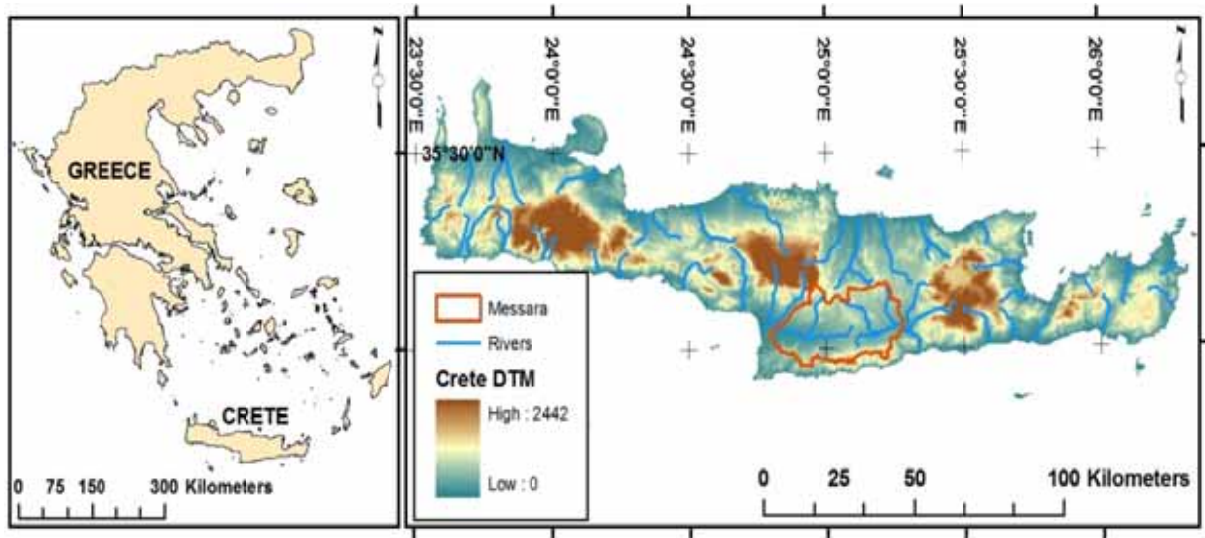 GREECE
CRETE
0 75 150 300 Kilometers
23°30'0"E
24°0'0"E
24°30'0"E
25°0'0"E
25°30'0"E
26°0'0"E
35°30'0"N
Messara
Rivers
Crete DTM
High : 2442
Low : 0
0 25 50 100 Kilometers